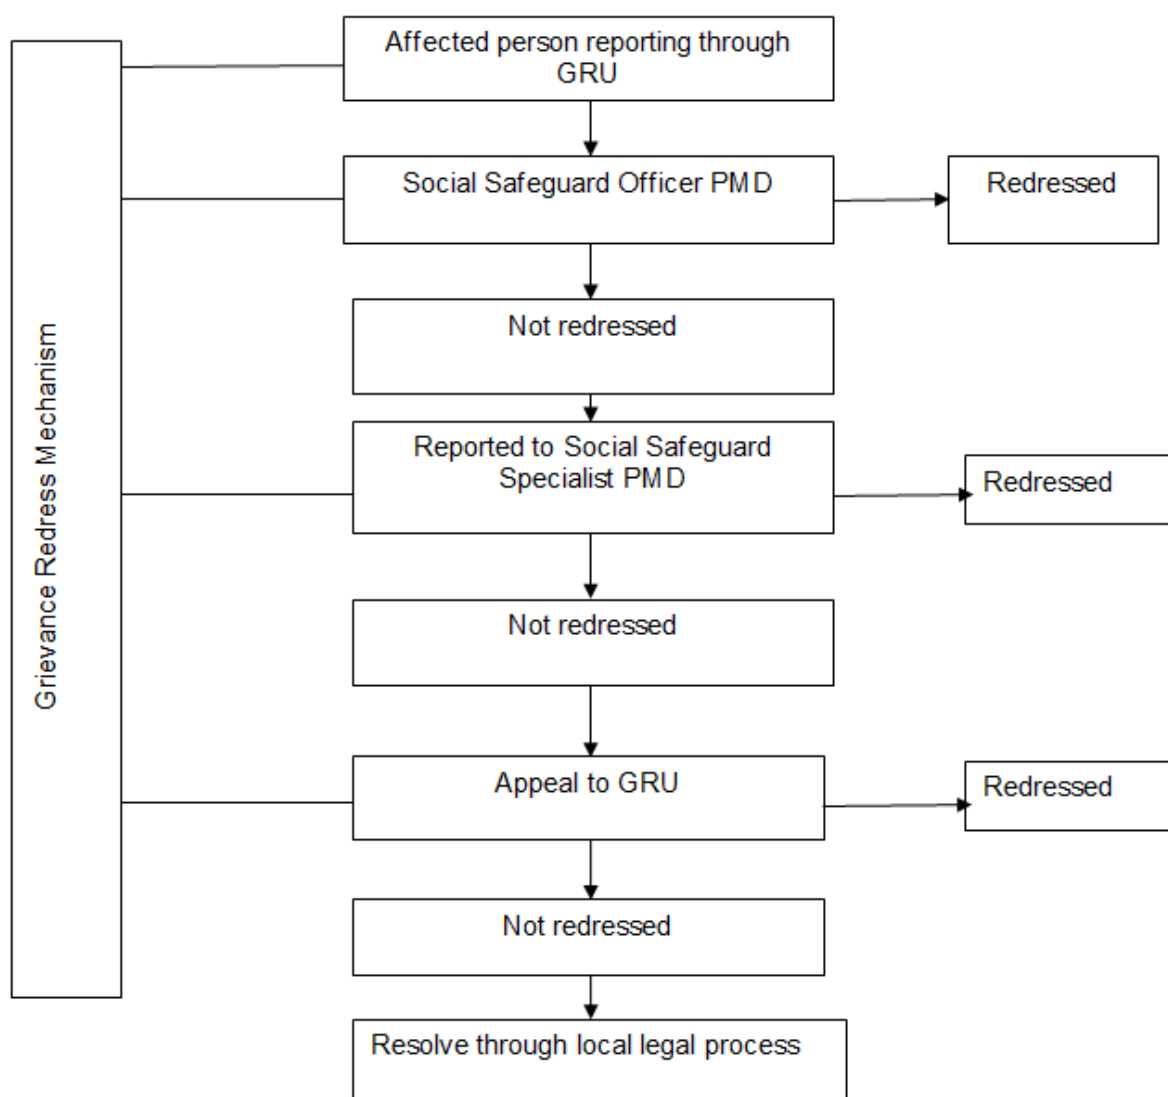 Affected person reporting through
GRU
Social Safeguard Officer PMD
Redressed
Not redressed
Reported to Social Safeguard
Specialist PMD
Redressed
Not redressed
Appeal to GRU
Redressed
Not redressed
Resolve through local legal process
Grievance Redress Mechanism